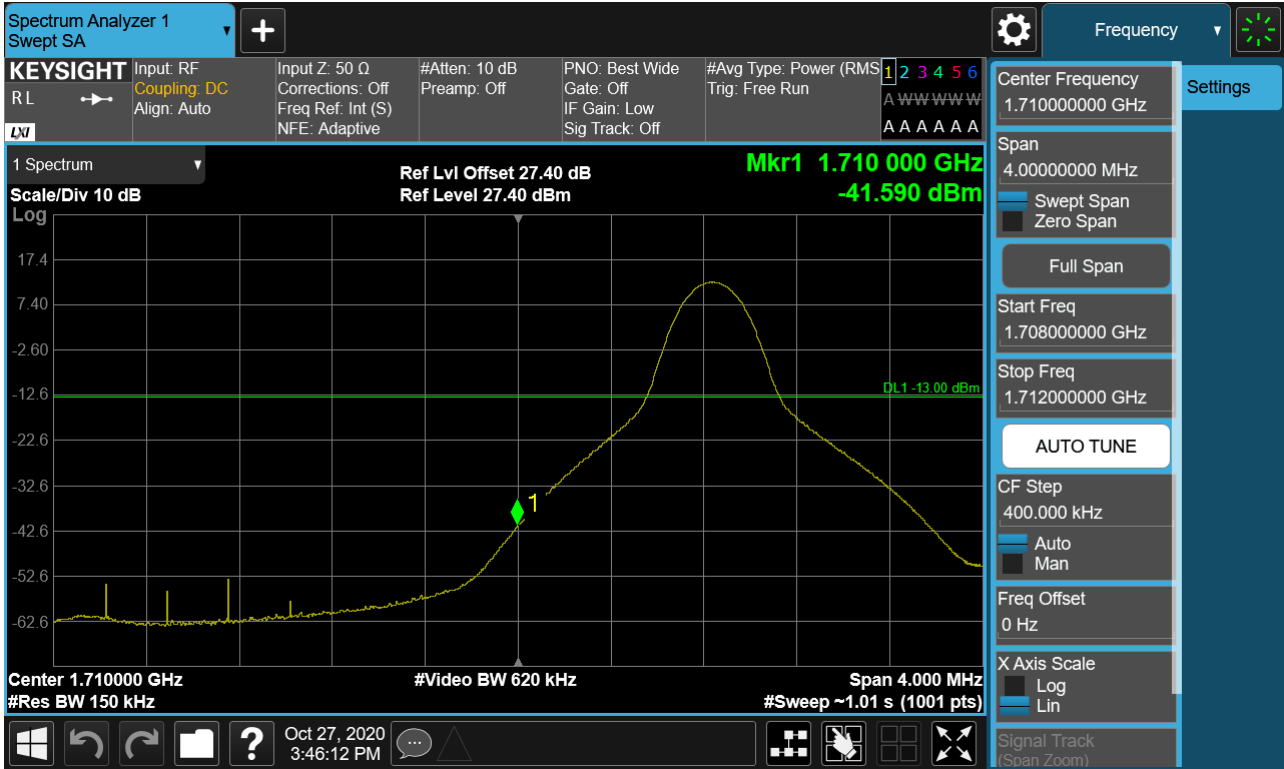 Spectrum Analyzer 1
Swept SA
Frequency
KEYSIGHT
R L
LXI
Input: RF
Coupling: DC
Align: Auto
Input Z: 50 Ω
Corrections: Off
Freq Ref: Int (S)
NFE: Adaptive
#Atten: 10 dB
Preamp: Off
PNO: Best Wide
Gate: Off
IF Gain: Low
Sig Track: Off
#Avg Type: Power (RMS
Trig: Free Run
1 2 3 4 5 6
A W W W W W
A A A A A A
1 Spectrum
Scale/Div 10 dB
Log
Ref Lvl Offset 27.40 dB
Ref Level 27.40 dBm
Mkr1 1.710 000 GHz
-41.590 dBm
17.4
7.40
-2.60
-12.6
-22.6
-32.6
-42.6
-52.6
-62.6
DL1 -13.00 dBm
1
Center 1.710000 GHz
#Res BW 150 kHz
#Video BW 620 kHz
Span 4.000 MHz
#Sweep ~1.01 s (1001 pts)
Settings
Center Frequency
1.710000000 GHz
Span
4.00000000 MHz
Swept Span
Zero Span
Full Span
Start Freq
1.708000000 GHz
Stop Freq
1.712000000 GHz
AUTO TUNE
CF Step
400.000 kHz
Auto
Man
Freq Offset
0 Hz
X Axis Scale
Log
Lin
Signal Track
(Span Zoom)
?
Oct 27, 2020
3:46:12 PM